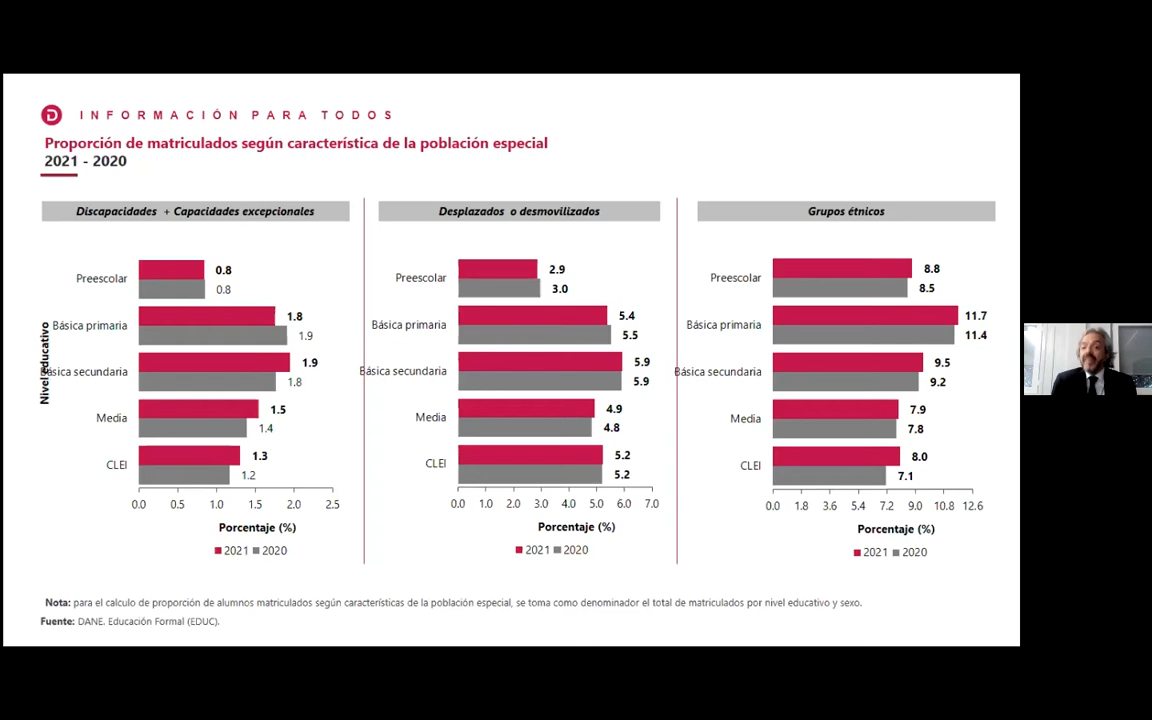 INFORMACIÓN PARA TODOS
Proporción de matriculados según característica de la población especial
2021 - 2020
Discapacidades + Capacidades excepcionales
Nivel educativo
Preescolar 0.8
0.8
Básica primaria 1.8
1.9
Básica secundaria 1.9
1.8
Media 1.5
1.4
CLEI 1.3
1.2
0.0 0.5 1.0 1.5 2.0 2.5
Porcentaje (%)
2021 2020
Desplazados o desmovilizados
Preescolar 2.9
3.0
Básica primaria 5.4
5.5
Básica secundaria 5.9
5.9
Media 4.9
4.8
CLEI 5.2
5.2
0.0 1.0 2.0 3.0 4.0 5.0 6.0 7.0
Porcentaje (%)
2021 2020
Grupos étnicos
Preescolar 8.8
8.5
Básica primaria 11.7
11.4
Básica secundaria 9.5
9.2
Media 7.9
7.8
CLEI 8.0
7.1
0.0 1.8 3.6 5.4 7.2 9.0 10.8 12.6
Porcentaje (%)
2021 2020
Nota: para el calculo de proporción de alumnos matriculados según características de la población especial, se toma como denominador el total de matriculados por nivel educativo y sexo.
Fuente: DANE. Educación Formal (EDUC).